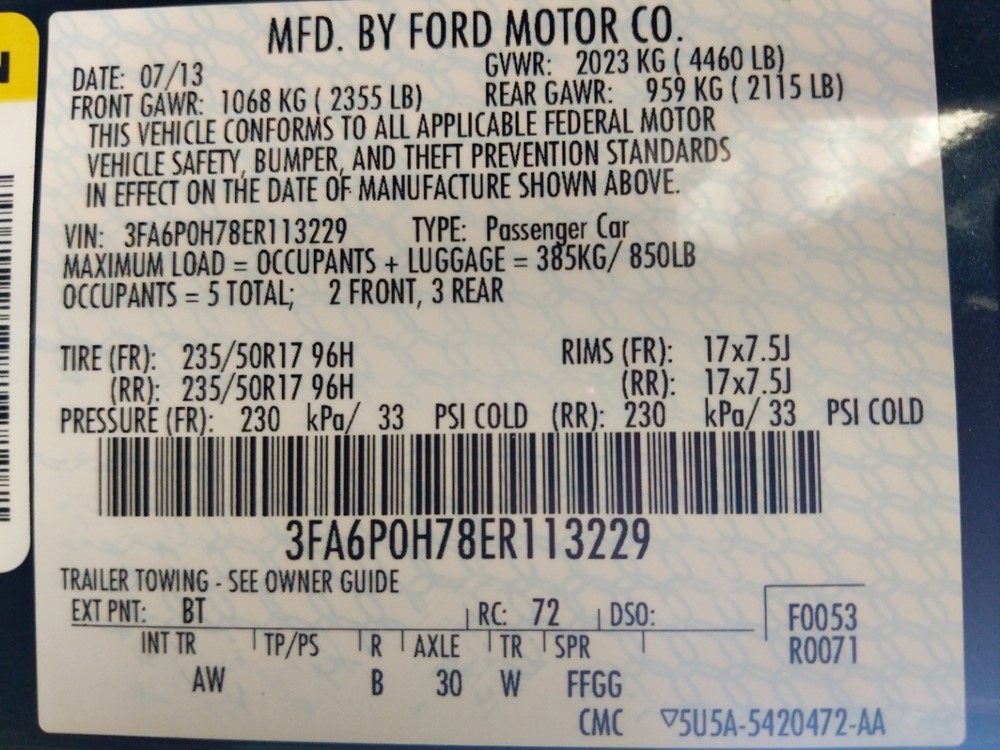 MFD. BY FORD MOTOR CO.
DATE: 07/13 GVWR: 2023 KG ( 4460 LB)
FRONT GAWR: 1068 KG ( 2355 LB) REAR GAWR: 959 KG ( 2115 LB)
THIS VEHICLE CONFORMS TO ALL APPLICABLE FEDERAL MOTOR
VEHICLE SAFETY, BUMPER, AND THEFT PREVENTION STANDARDS
IN EFFECT ON THE DATE OF MANUFACTURE SHOWN ABOVE.
VIN: 3FA6P0H78ER113229 TYPE: Passenger Car
MAXIMUM LOAD = OCCUPANTS + LUGGAGE = 385KG/ 850LB
OCCUPANTS = 5 TOTAL; 2 FRONT, 3 REAR
TIRE (FR): 235/50R17 96H RIMS (FR): 17x7.5J
(RR): 235/50R17 96H (RR): 17x7.5J
PRESSURE (FR): 230 kPa/ 33 PSI COLD (RR): 230 kPa/ 33 PSI COLD
3FA6P0H78ER113229
TRAILER TOWING - SEE OWNER GUIDE
EXT PNT: BT RC: 72 DSO: F0053
INT TR TP/PS R AXLE TR SPR R0071
AW B 30 W FFGG
CMC ▽5U5A-5420472-AA